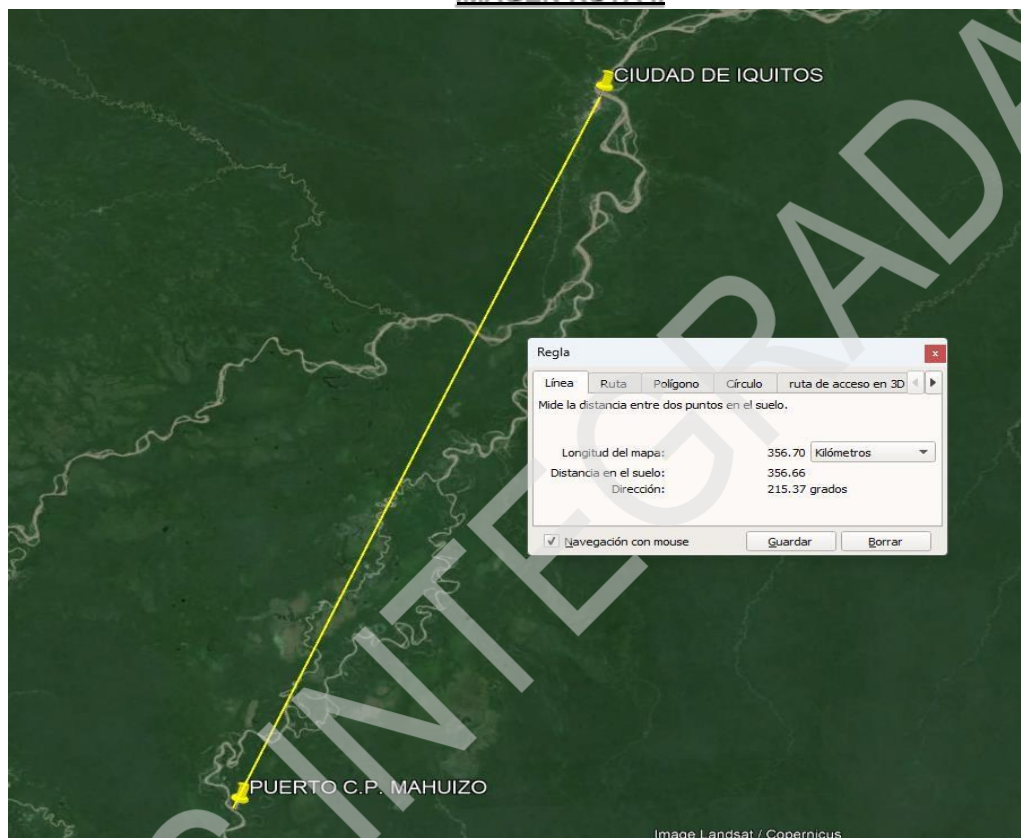 CIUDAD DE IQUITOS
Regla
x
Línea Ruta Polígono Círculo ruta de acceso en 3D
Mide la distancia entre dos puntos en el suelo.
Longitud del mapa: 356.70 Kilómetros
Distancia en el suelo: 356.66
Dirección: 215.37 grados
Navegación con mouse Guardar Borrar
PUERTO C.P. MAHUIZO
INTEGRADA
Image Landsat / Copernicus